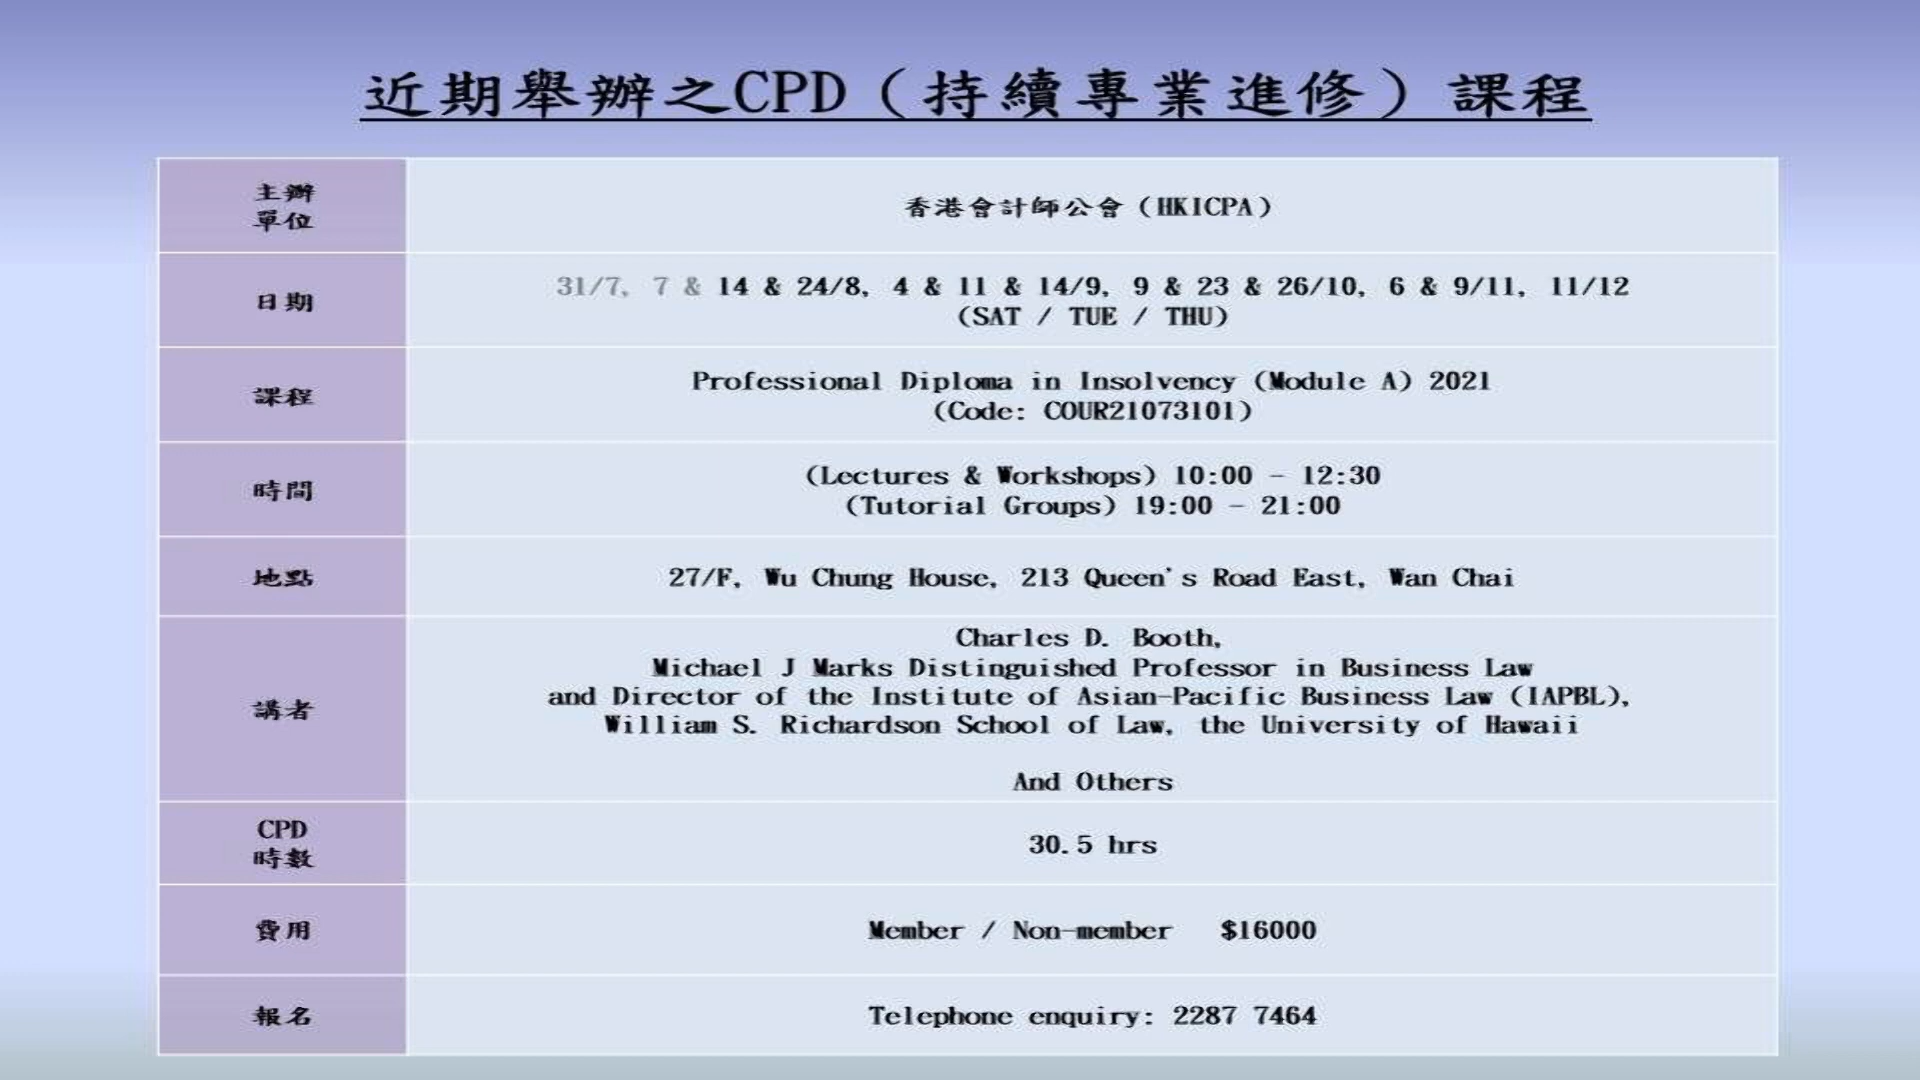 近期舉辦之CPD（持續專業進修）課程
主辦
單位
香港會計師公會（HKICPA）
日期
31/7, 7 & 14 & 24/8, 4 & 11 & 14/9, 9 & 23 & 26/10, 6 & 9/11, 11/12
(SAT / TUE / THU)
課程
Professional Diploma in Insolvency (Module A) 2021
(Code: COUR21073101)
時間
(Lectures & Workshops) 10:00 – 12:30
(Tutorial Groups) 19:00 – 21:00
地點
27/F, Wu Chung House, 213 Queen's Road East, Wan Chai
講者
Charles D. Booth,
Michael J Marks Distinguished Professor in Business Law
and Director of the Institute of Asian-Pacific Business Law (IAPBL),
William S. Richardson School of Law, the University of Hawaii
And Others
CPD
時數
30.5 hrs
費用
Member / Non-member $16000
報名
Telephone enquiry: 2287 7464